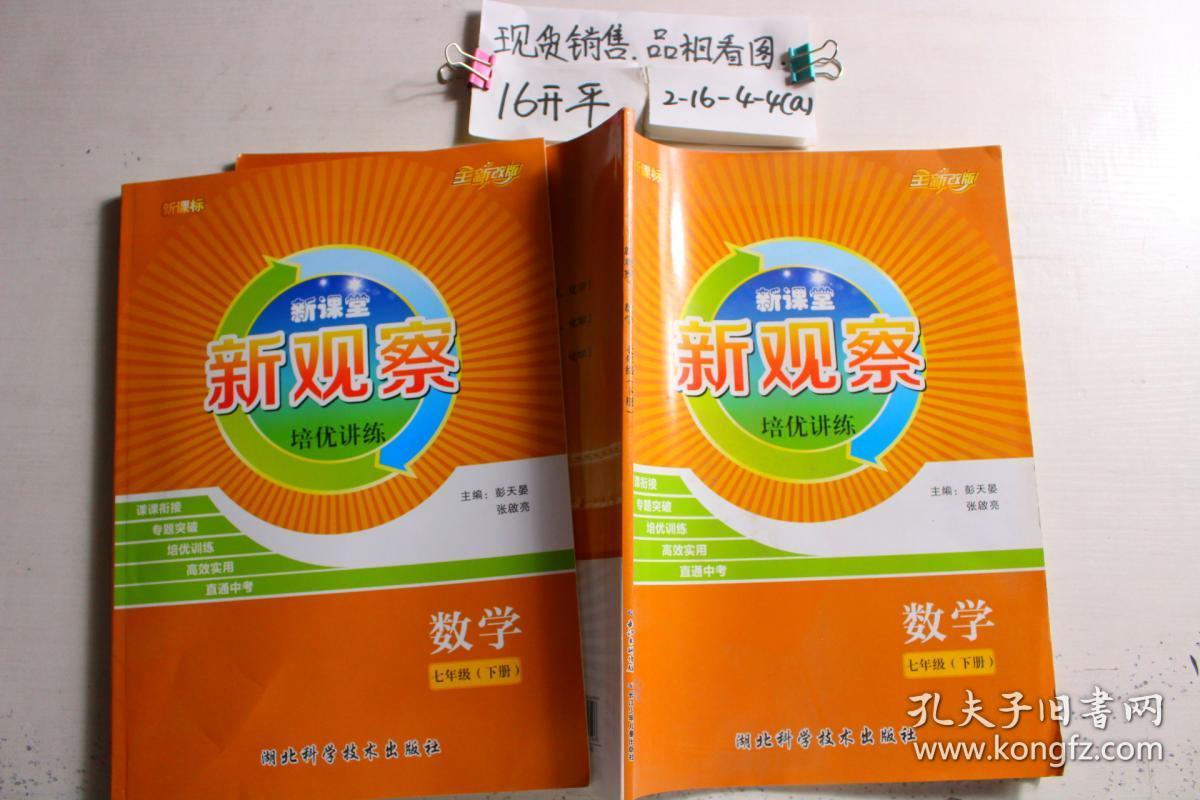 现货销售.品相看图
16开平
2-16-4-4(a)
全新改版
新课标
新课堂
新观察
培优讲练
主编：彭天晏
张啟亮
课课衔接
专题突破
培优训练
高效实用
直通中考
数学
七年级（下册）
湖北科学技术出版社
全新改版
新课标
新课堂
新观察
培优讲练
主编：彭天晏
张啟亮
课课衔接
专题突破
培优训练
高效实用
直通中考
数学
七年级（下册）
湖北科学技术出版社
孔夫子旧书网
www.kongfz.com